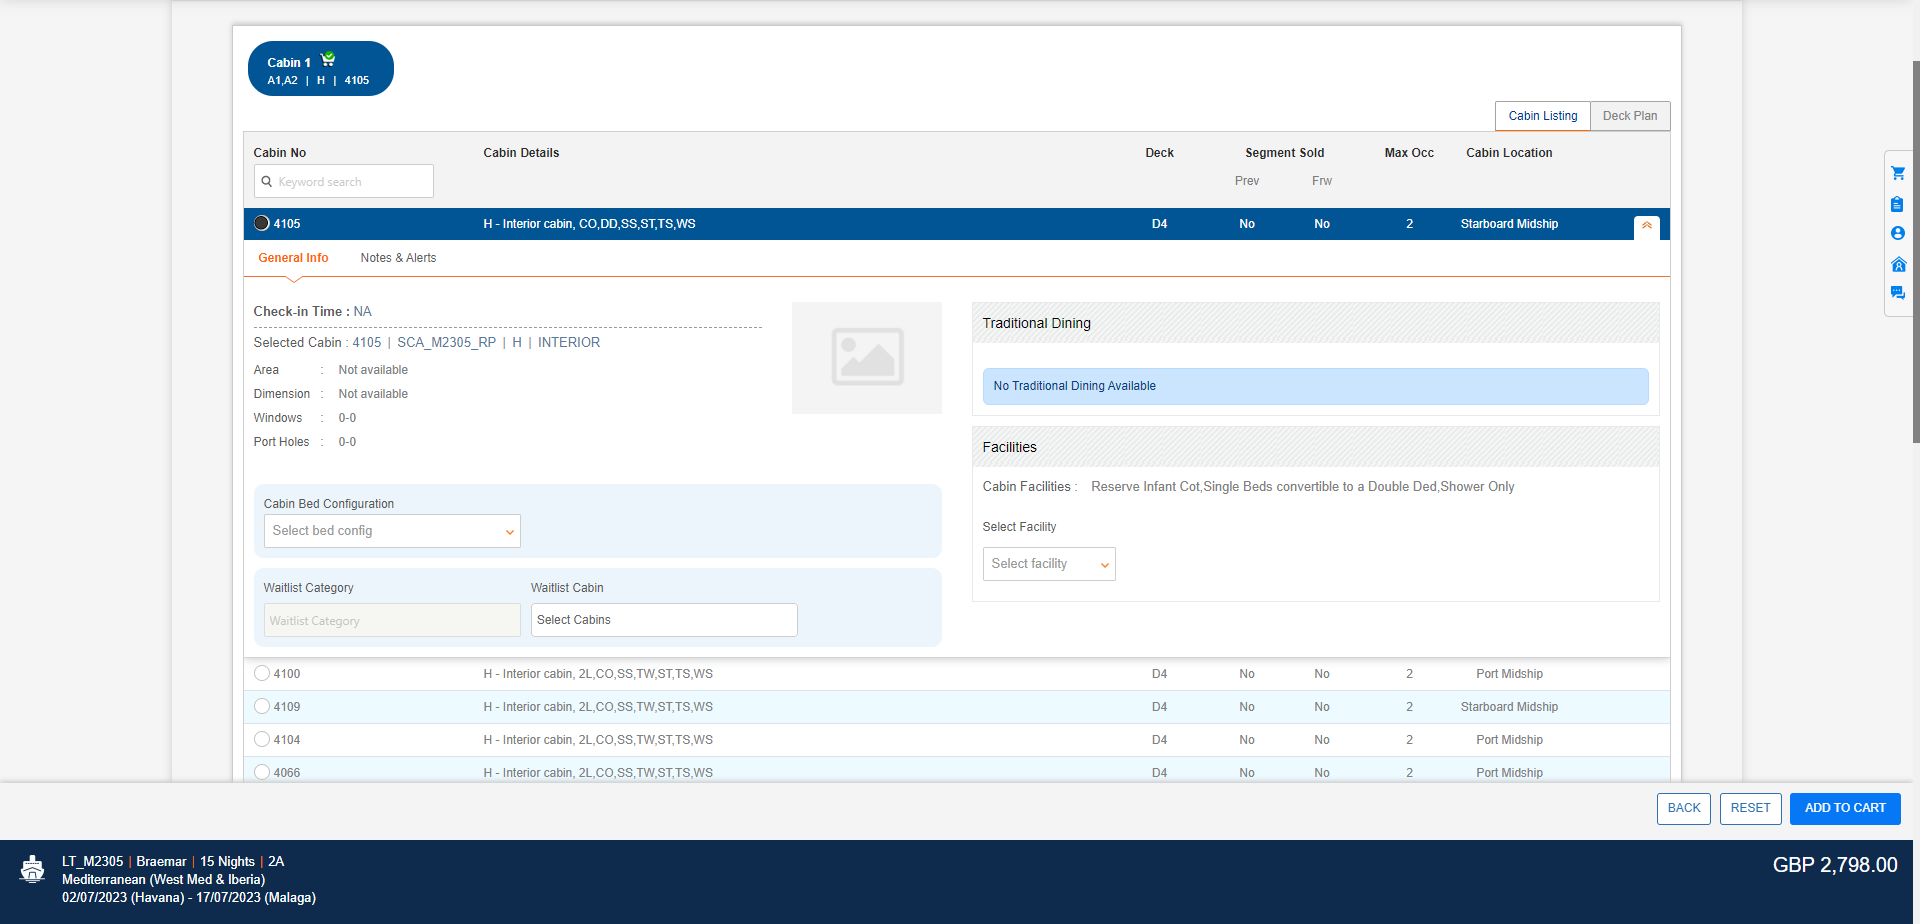 Cabin 1
A1,A2 | H | 4105
Cabin Listing Deck Plan
Cabin No Cabin Details Deck Segment Sold Max Occ Cabin Location
Keyword search Prev Frw
4105 H - Interior cabin, CO,DD,SS,ST,TS,WS D4 No No 2 Starboard Midship
General Info Notes & Alerts
Check-in Time : NA
Selected Cabin : 4105 | SCA_M2305_RP | H | INTERIOR
Area : Not available
Dimension : Not available
Windows : 0-0
Port Holes : 0-0
Traditional Dining
No Traditional Dining Available
Facilities
Cabin Facilities : Reserve Infant Cot,Single Beds convertible to a Double Ded,Shower Only
Select Facility
Select facility
Cabin Bed Configuration
Select bed config
Waitlist Category Waitlist Cabin
Waitlist Category Select Cabins
4100 H - Interior cabin, 2L,CO,SS,TW,ST,TS,WS D4 No No 2 Port Midship
4109 H - Interior cabin, 2L,CO,SS,TW,ST,TS,WS D4 No No 2 Starboard Midship
4104 H - Interior cabin, 2L,CO,SS,TW,ST,TS,WS D4 No No 2 Port Midship
4066 H - Interior cabin, 2L,CO,SS,TW,ST,TS,WS D4 No No 2 Port Midship
BACK RESET ADD TO CART
LT_M2305 | Braemar | 15 Nights | 2A
Mediterranean (West Med & Iberia)
02/07/2023 (Havana) - 17/07/2023 (Malaga)
GBP 2,798.00